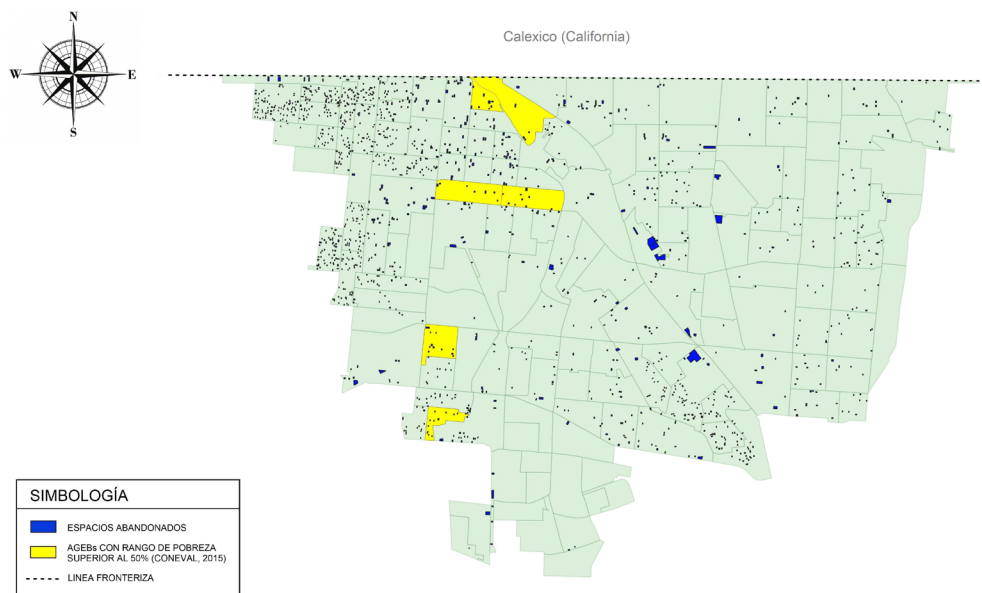 N
Calexico (California)
W
E
S
SIMBOLOGÍA
ESPACIOS ABANDONADOS
AGEBs CON RANGO DE POBREZA
SUPERIOR AL 50% (CONEVAL, 2015)
LINEA FRONTERIZA